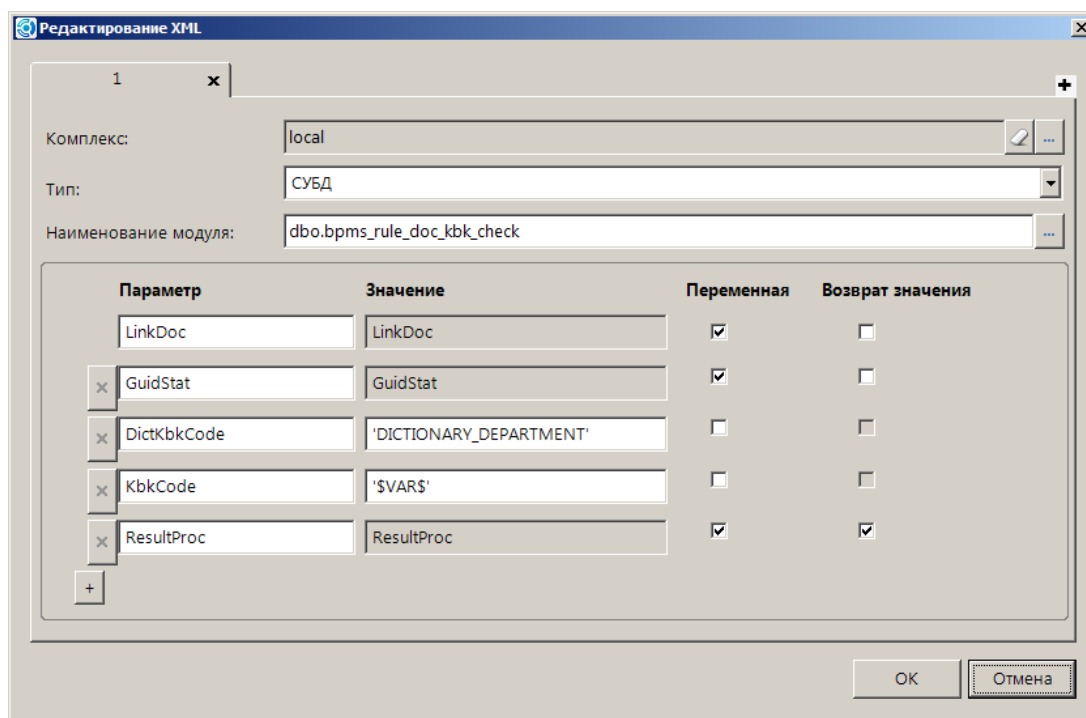 Редактирование XML
1
Комплекс: local ...
Тип: СУБД
Наименование модуля: dbo.bpms_rule_doc_kbk_check ...
Параметр Значение Переменная Возврат значения
LinkDoc LinkDoc
GuidStat GuidStat
DictKbkCode 'DICTIONARY_DEPARTMENT'
KbkCode '$VAR$'
ResultProc ResultProc
+
OK Отмена